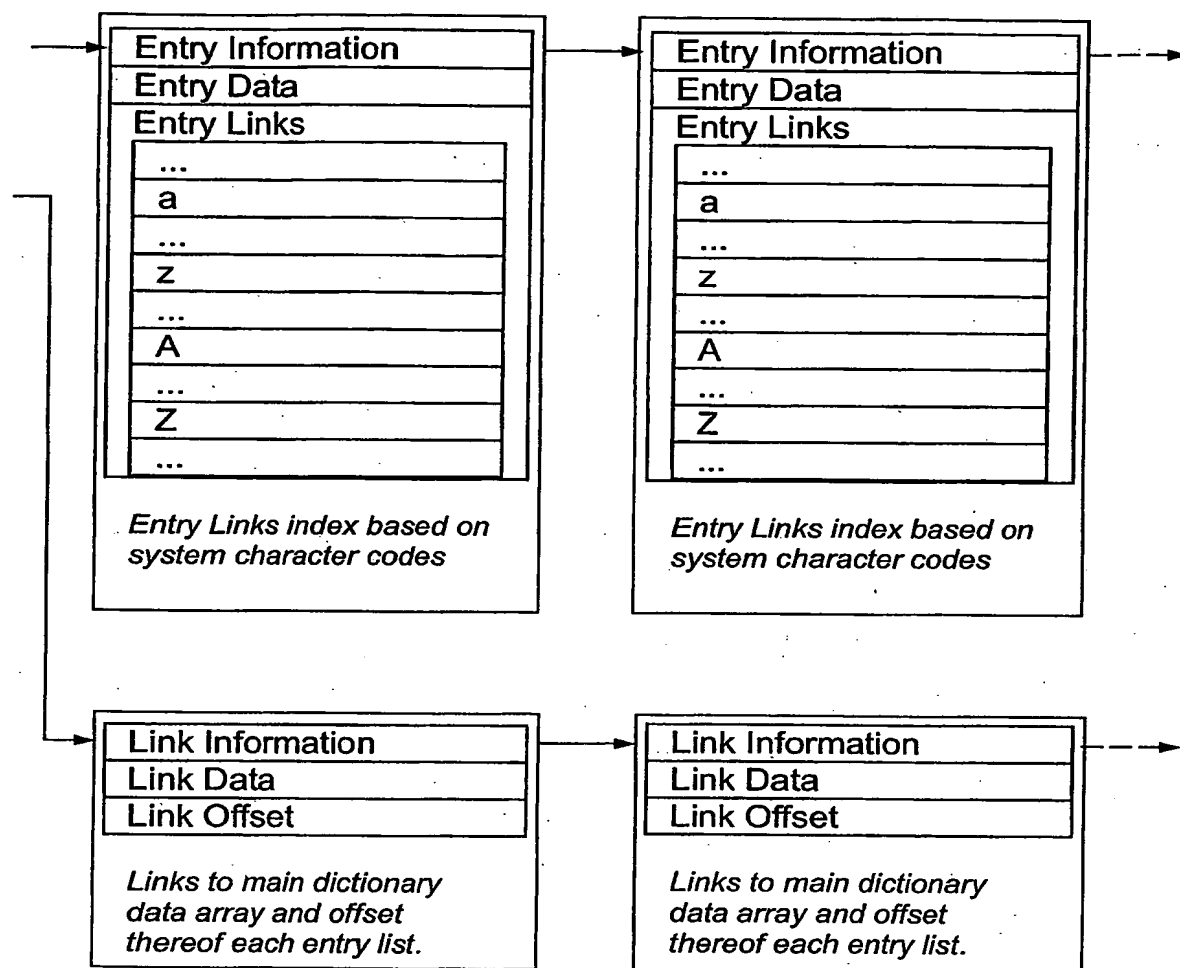 Entry Information
Entry Data
Entry Links
...
a
...
z
...
A
...
Z
...
Entry Links index based on
system character codes
Entry Information
Entry Data
Entry Links
...
a
...
z
...
A
...
Z
...
Entry Links index based on
system character codes
Link Information
Link Data
Link Offset
Links to main dictionary
data array and offset
thereof each entry list.
Link Information
Link Data
Link Offset
Links to main dictionary
data array and offset
thereof each entry list.